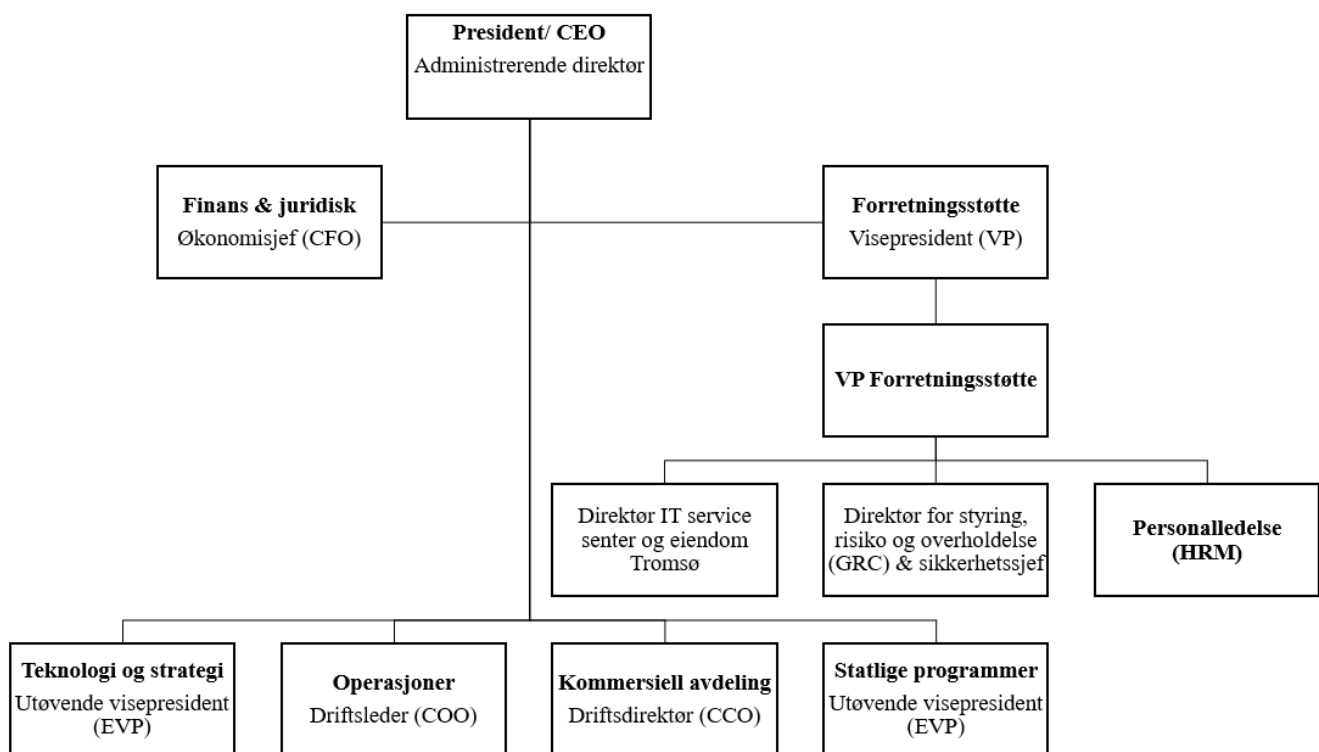 President/ CEO
Administrerende direktør
Finans & juridisk
Økonomisjef (CFO)
Forretningsstøtte
Visepresident (VP)
VP Forretningsstøtte
Direktør IT service
senter og eiendom
Tromsø
Direktør for styring,
risiko og overholdelse
(GRC) & sikkerhetssjef
Personalledelse
(HRM)
Teknologi og strategi
Utøvende visepresident
(EVP)
Operasjoner
Driftsleder (COO)
Kommersiell avdeling
Driftsdirektør (CCO)
Statlige programmer
Utøvende visepresident
(EVP)